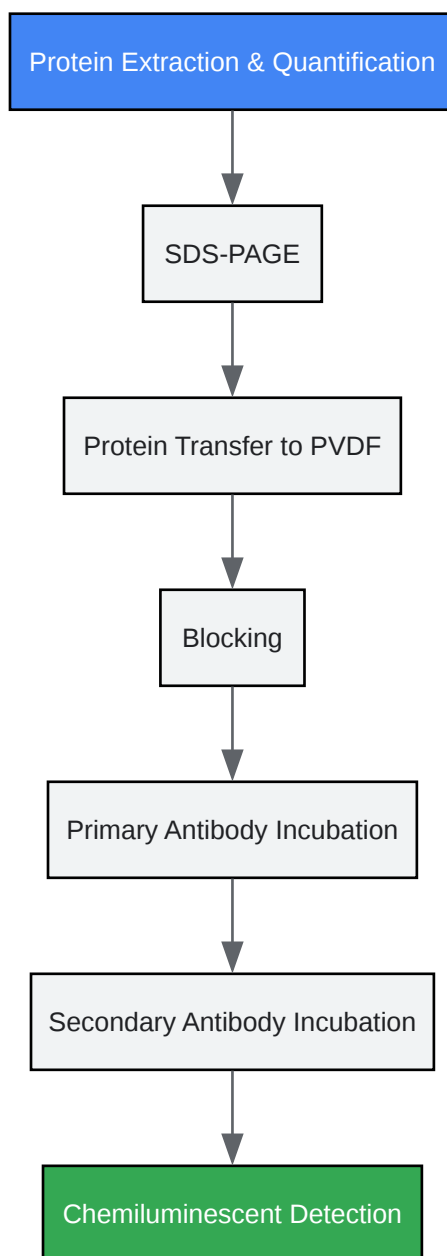 Protein Extraction & Quantification
SDS-PAGE
Protein Transfer to PVDF
Blocking
Primary Antibody Incubation
Secondary Antibody Incubation
Chemiluminescent Detection